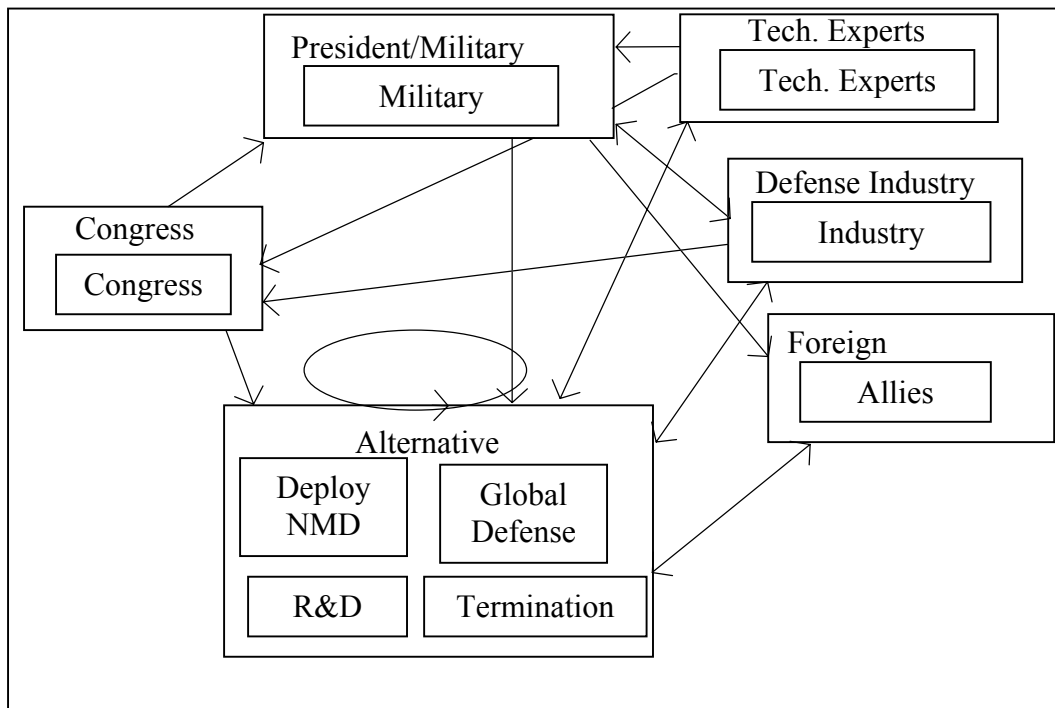 President/Military
Military
Tech. Experts
Tech. Experts
Congress
Congress
Defense Industry
Industry
Foreign
Allies
Alternative
Deploy
NMD
Global
Defense
R&D
Termination